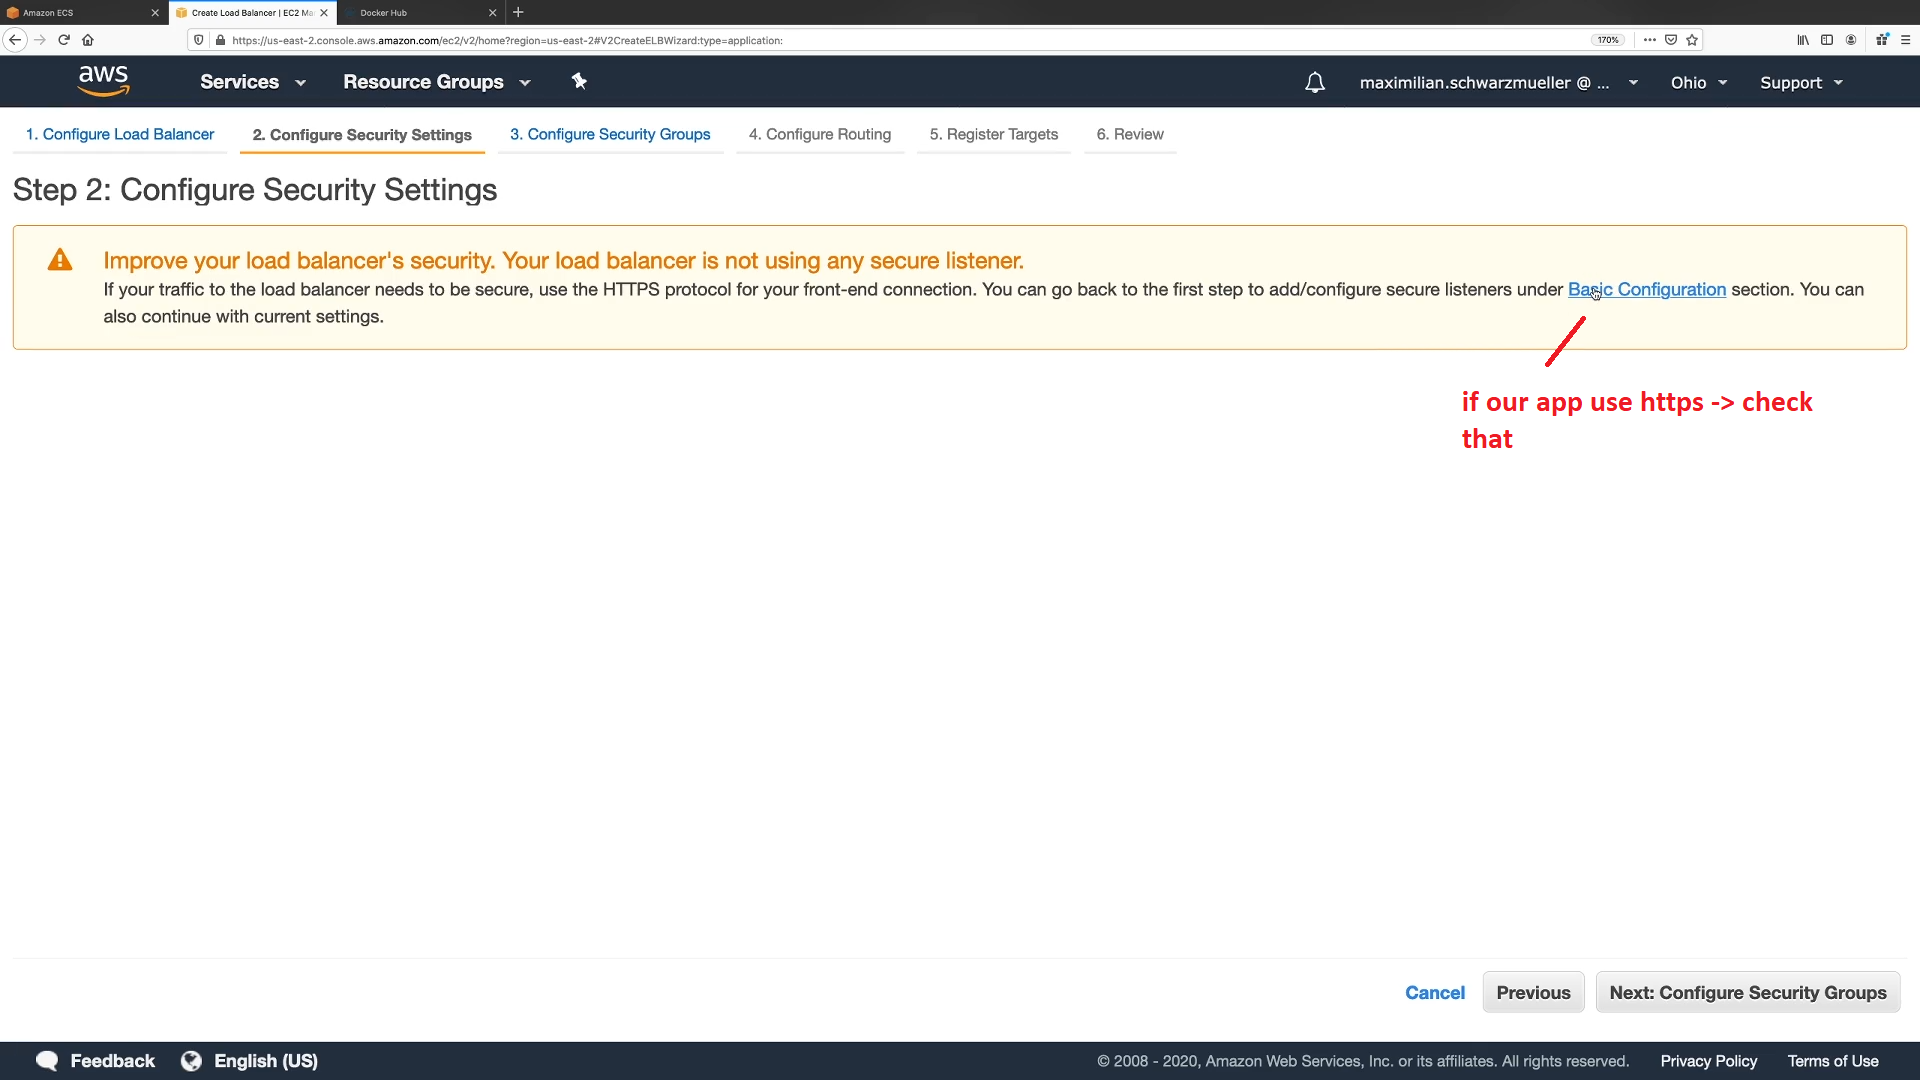 Amazon ECS
Create Load Balancer | EC2 Ma
Docker Hub
https://us-east-2.console.aws.amazon.com/ec2/v2/home?region=us-east-2#V2CreateELBWizard:type=application:
170%
aws
Services
Resource Groups
maximilian.schwarzmueller @ ...
Ohio
Support
1. Configure Load Balancer
2. Configure Security Settings
3. Configure Security Groups
4. Configure Routing
5. Register Targets
6. Review
Step 2: Configure Security Settings
Improve your load balancer's security. Your load balancer is not using any secure listener.
If your traffic to the load balancer needs to be secure, use the HTTPS protocol for your front-end connection. You can go back to the first step to add/configure secure listeners under Basic Configuration section. You can
also continue with current settings.
if our app use https -> check
that
Cancel
Previous
Next: Configure Security Groups
Feedback
English (US)
© 2008 - 2020, Amazon Web Services, Inc. or its affiliates. All rights reserved.
Privacy Policy
Terms of Use